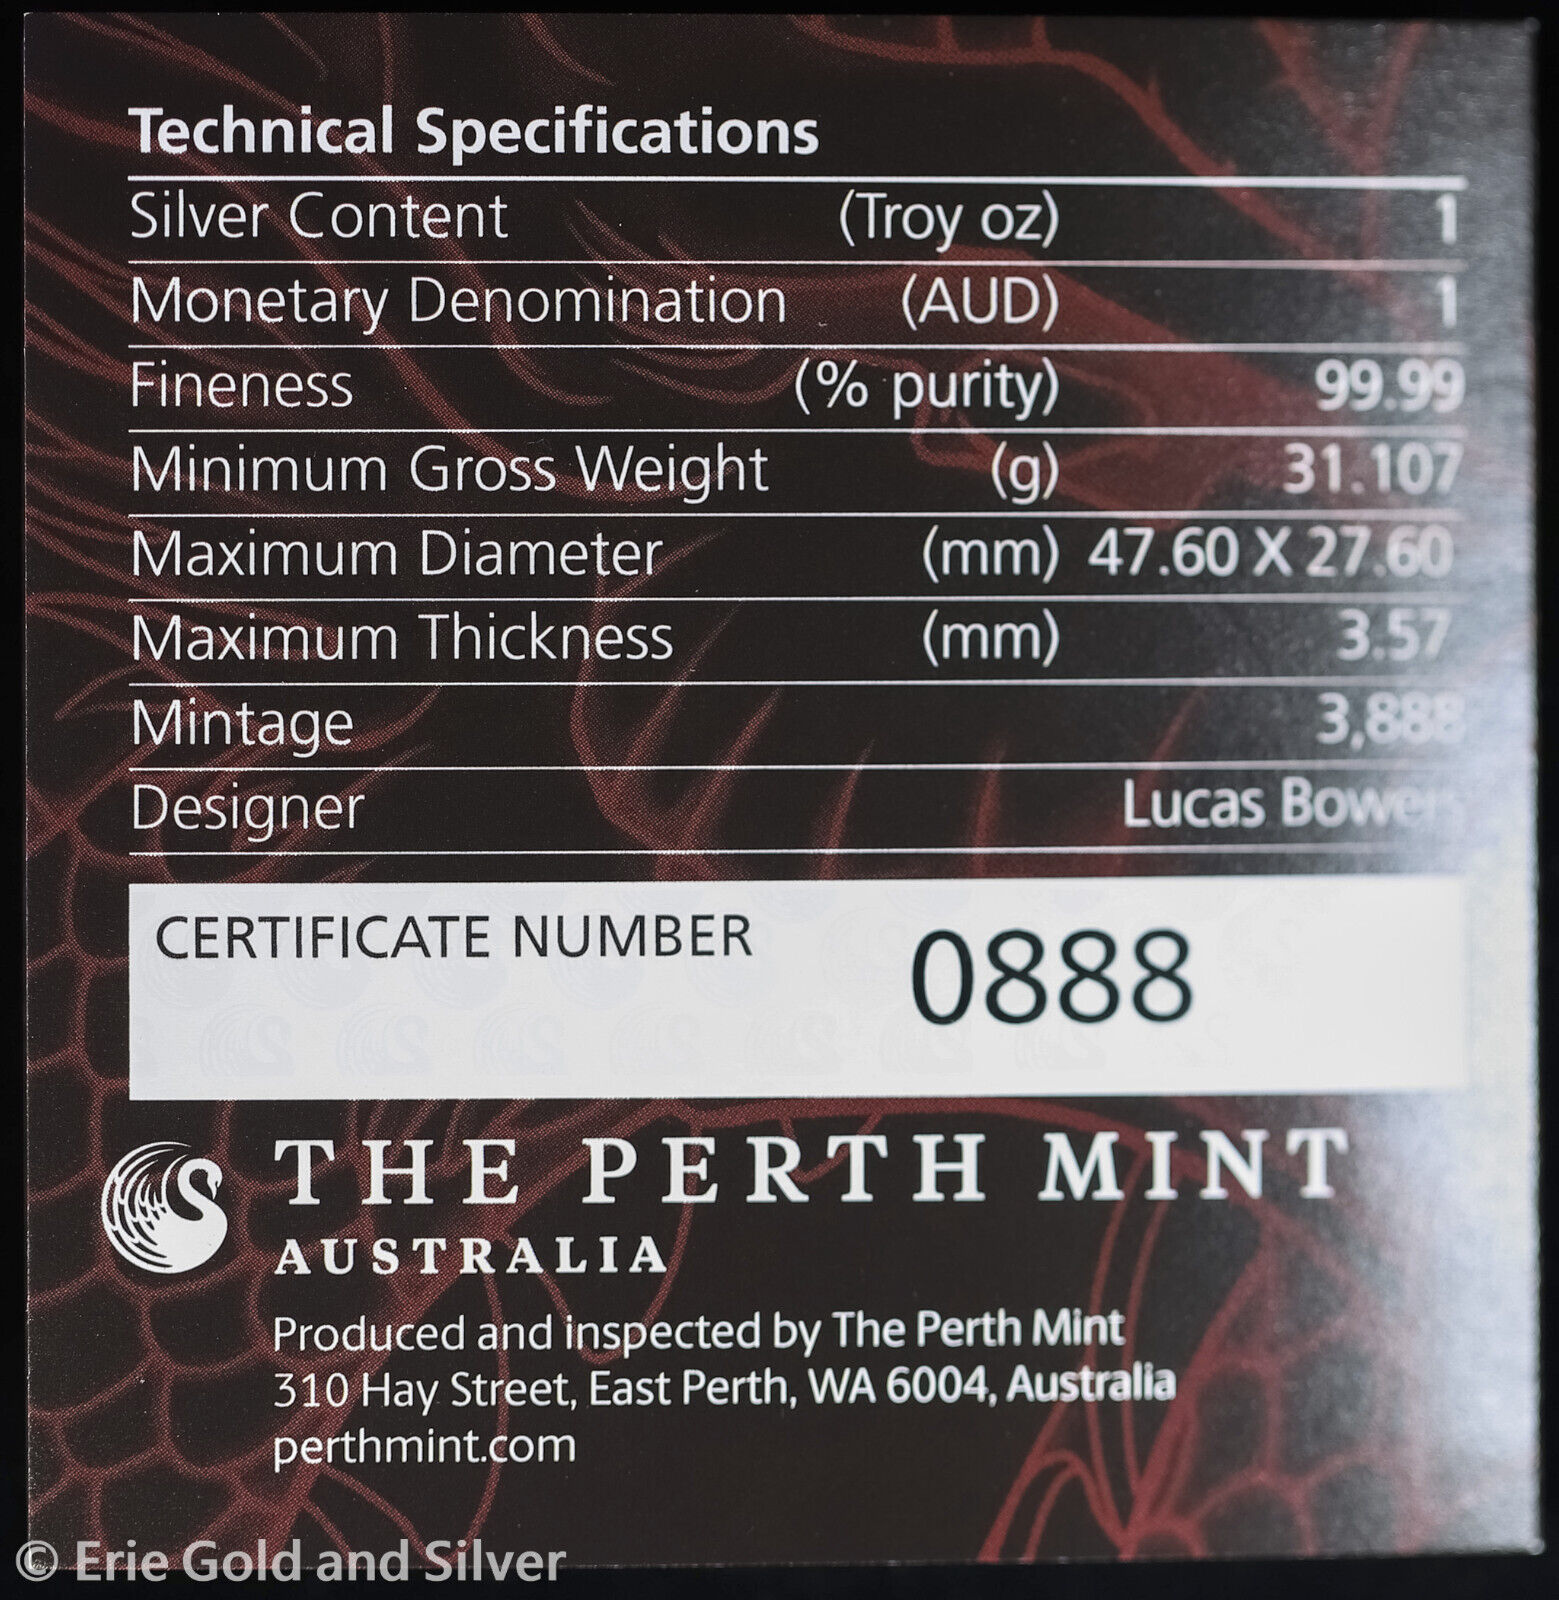 Technical Specifications
Silver Content (Troy oz) 1
Monetary Denomination (AUD) 1
Fineness (% purity) 99.99
Minimum Gross Weight (g) 31.107
Maximum Diameter (mm) 47.60 X 27.60
Maximum Thickness (mm) 3.57
Mintage 3,888
Designer Lucas Bowers
CERTIFICATE NUMBER 0888
THE PERTH MINT
AUSTRALIA
Produced and inspected by The Perth Mint
310 Hay Street, East Perth, WA 6004, Australia
perthmint.com
© Erie Gold and Silver